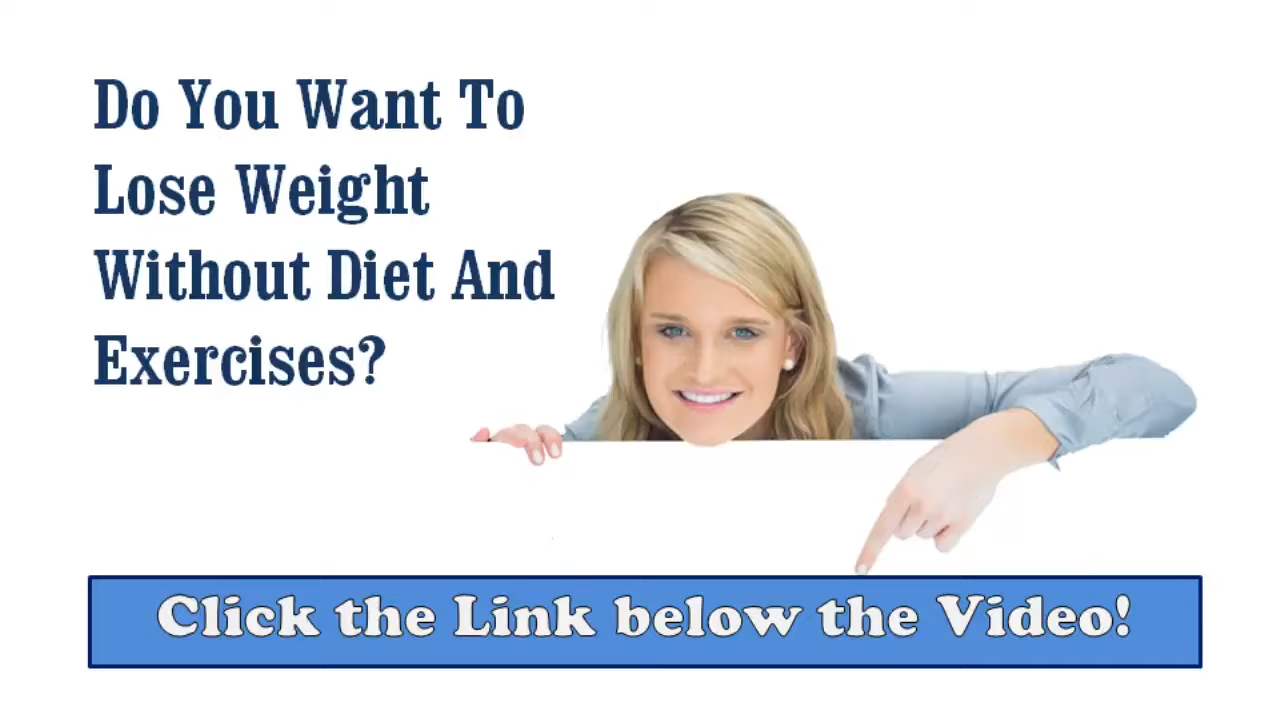 Do You Want To
Lose Weight
Without Diet And
Exercises?
Click the Link below the Video!